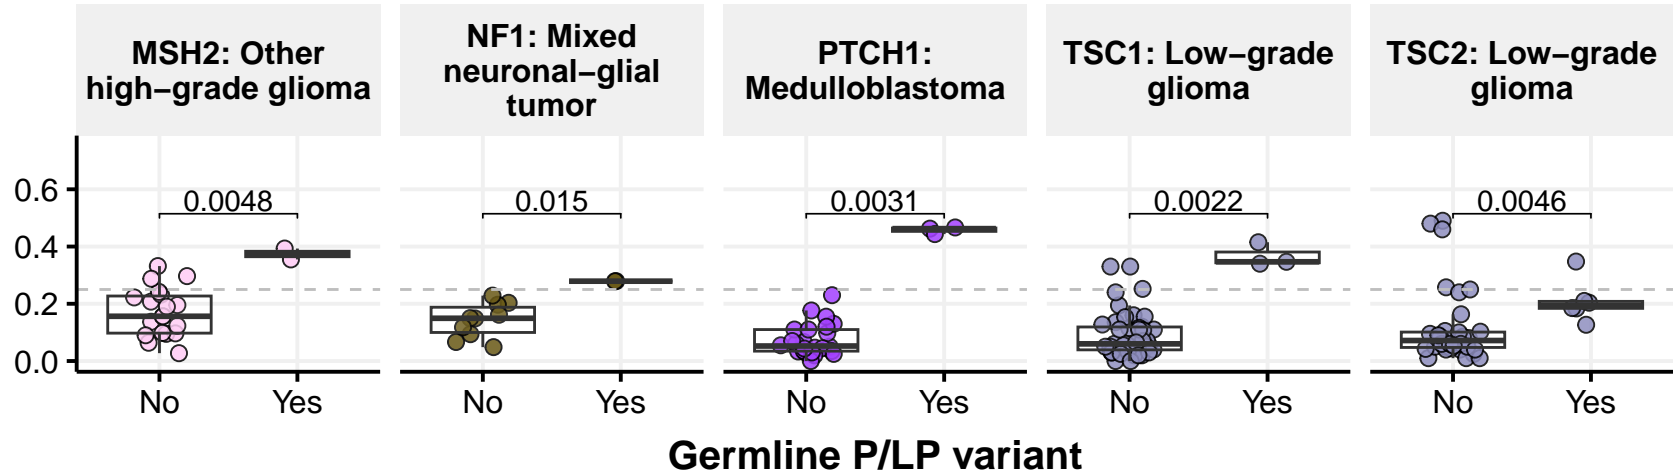 MSH2: Other
high−grade glioma
NF1: Mixed
neuronal−glial
tumor
PTCH1:
Medulloblastoma
TSC1: Low−grade
glioma
TSC2: Low−grade
glioma
0.6
0.4
0.2
0.0
0.0048
0.015
0.0031
0.0022
0.0046
No Yes
No Yes
No Yes
No Yes
No Yes
Germline P/LP variant